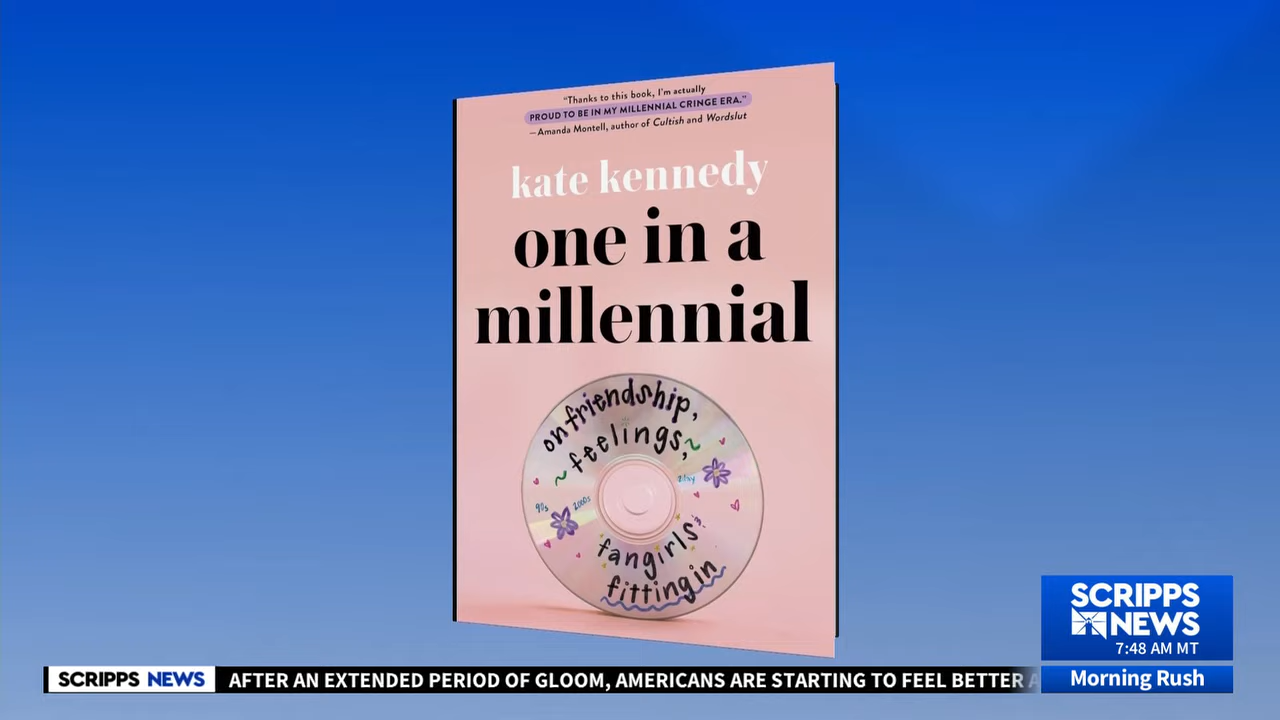 “Thanks to this book, I’m actually
PROUD TO BE IN MY MILLENNIAL CRINGE ERA.”
—Amanda Montell, author of Cultish and Wordslut
kate kennedy
one in a
millennial
on friendship,
feelings,
90s
2000s
fangirls
fitting in
SCRIPPS
NEWS
7:48 AM MT
Morning Rush
SCRIPPS NEWS
AFTER AN EXTENDED PERIOD OF GLOOM, AMERICANS ARE STARTING TO FEEL BETTER